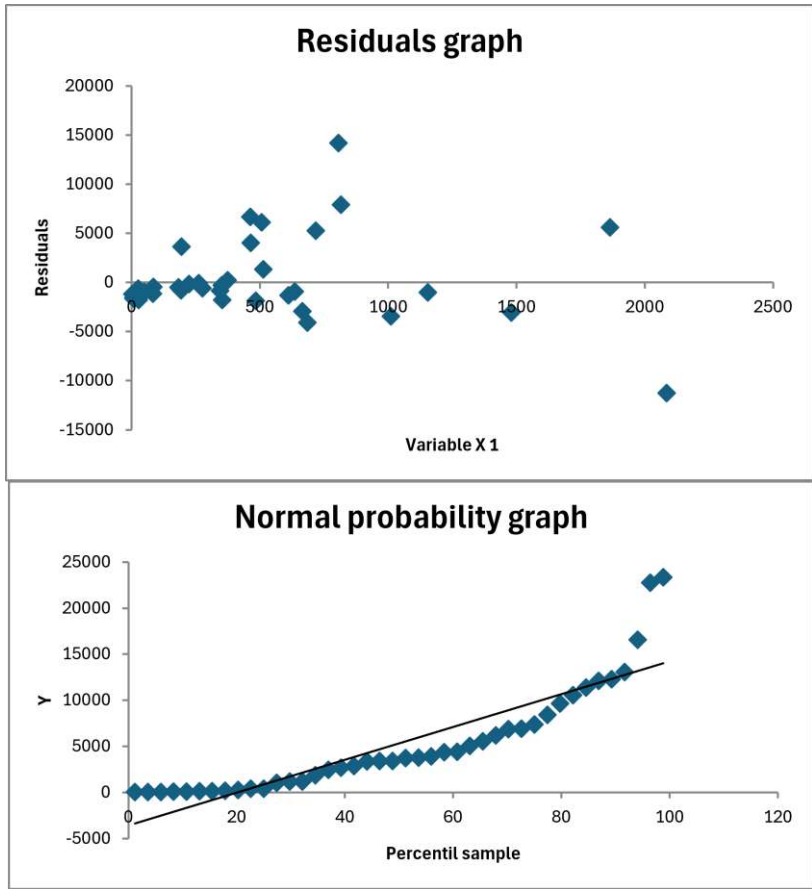 Residuals graph
20000
15000
10000
5000
0
-5000
-10000
-15000
0 500 1000 1500 2000 2500
Residuals
Variable X 1
Normal probability graph
25000
20000
15000
10000
5000
0
-5000
0 20 40 60 80 100 120
Y
Percentil sample